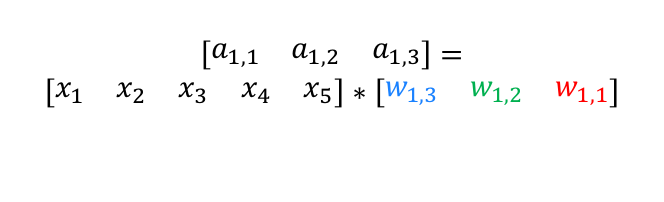 [a₁,₁ a₁,₂ a₁,₃] =
[x₁ x₂ x₃ x₄ x₅] * [w₁,₃ w₁,₂ w₁,₁]